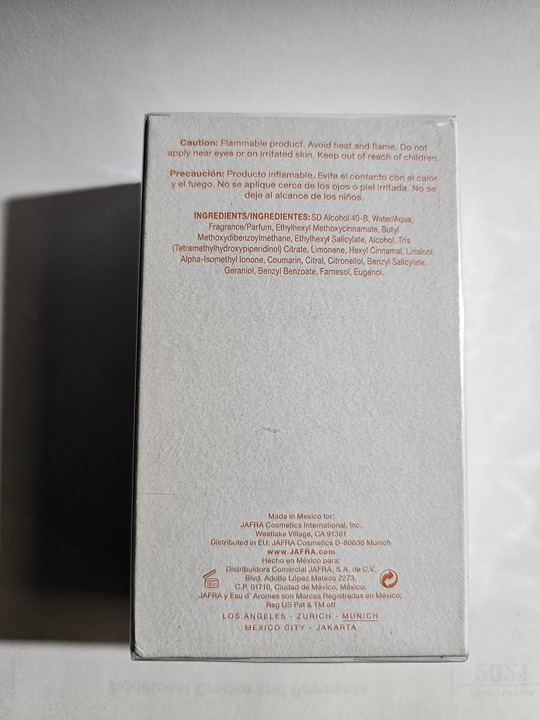 Caution: Flammable product. Avoid heat and flame. Do not
apply near eyes or on irritated skin. Keep out of reach of children.
Precaución: Producto inflamable. Evite el contacto con el calor
y el fuego. No se aplique cerca de los ojos o piel irritada. No se
deje al alcance de los niños.
INGREDIENTS/INGREDIENTES: SD Alcohol 40-B, Water/Aqua,
Fragrance/Parfum, Ethylhexyl Methoxycinnamate, Butyl
Methoxydibenzoylmethane, Ethylhexyl Salicylate, Alcohol, Tris
(Tetramethylhydroxypiperidinol) Citrate, Limonene, Hexyl Cinnamal, Linalool,
Alpha-Isomethyl Ionone, Coumarin, Citral, Citronellol, Benzyl Salicylate,
Geraniol, Benzyl Benzoate, Farnesol, Eugenol.
Made in Mexico for:
JAFRA Cosmetics International, Inc.
Westlake Village, CA 91361
Distributed in EU: JAFRA Cosmetics D-80636 Munich
www.JAFRA.com
Hecho en México para:
Distribuidora Comercial JAFRA, S.A. de C.V.
Blvd. Adolfo López Mateos 2273,
C.P. 01710, Ciudad de México, México.
JAFRA y Eau d' Aromes son Marcas Registradas en México;
Reg US Pat & TM off
LOS ANGELES - ZURICH - MUNICH
MEXICO CITY - JAKARTA
2021
Additional Credits and Payments